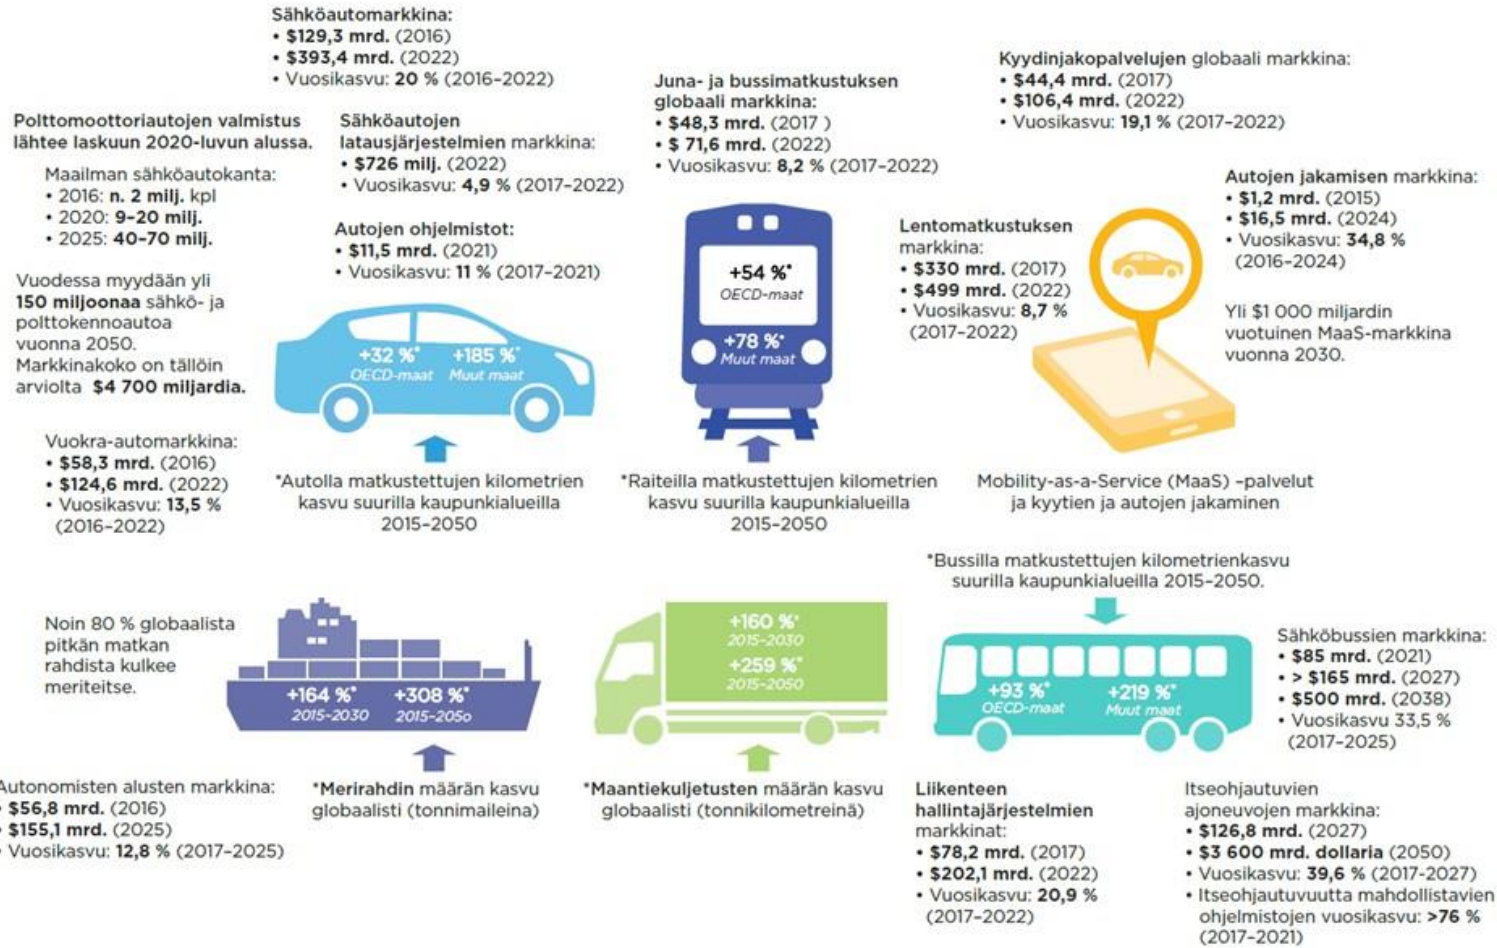 Sähköautomarkkina:
• $129,3 mrd. (2016)
• $393,4 mrd. (2022)
• Vuosikasvu: 20 % (2016–2022)
Polttomoottoriautojen valmistus
lähtee laskuun 2020-luvun alussa.
Maailman sähköautokanta:
• 2016: n. 2 milj. kpl
• 2020: 9–20 milj.
• 2025: 40–70 milj.
Vuodessa myydään yli
150 miljoonaa sähkö- ja
polttokennoautoa
vuonna 2050.
Markkinakoko on tällöin
arviolta $4 700 miljardia.
Vuokra-automarkkina:
• $58,3 mrd. (2016)
• $124,6 mrd. (2022)
• Vuosikasvu: 13,5 %
(2016–2022)
Sähköautojen
latausjärjestelmien markkina:
• $726 milj. (2022)
• Vuosikasvu: 4,9 % (2017–2022)
Autojen ohjelmistot:
• $11,5 mrd. (2021)
• Vuosikasvu: 11 % (2017–2021)
+32 %* +185 %*
OECD-maat Muut maat
*Autolla matkustettujen kilometrien
kasvu suurilla kaupunkialueilla
2015–2050
Juna- ja bussimatkustuksen
globaali markkina:
• $48,3 mrd. (2017 )
• $ 71,6 mrd. (2022)
• Vuosikasvu: 8,2 % (2017–2022)
+54 %*
OECD-maat
+78 %*
Muut maat
*Raiteilla matkustettujen kilometrien
kasvu suurilla kaupunkialueilla
2015–2050
Kyydinjakopalvelujen globaali markkina:
• $44,4 mrd. (2017)
• $106,4 mrd. (2022)
• Vuosikasvu: 19,1 % (2017–2022)
Lentomatkustuksen
markkina:
• $330 mrd. (2017)
• $499 mrd. (2022)
• Vuosikasvu: 8,7 %
(2017–2022)
Autojen jakamisen markkina:
• $1,2 mrd. (2015)
• $16,5 mrd. (2024)
• Vuosikasvu: 34,8 %
(2016–2024)
Yli $1 000 miljardin
vuotuinen MaaS-markkina
vuonna 2030.
Mobility-as-a-Service (MaaS) –palvelut
ja kyytien ja autojen jakaminen
Noin 80 % globaalista
pitkän matkan
rahdista kulkee
meriteitse.
+164 %* +308 %*
2015-2030 2015-205o
Autonomisten alusten markkina:
• $56,8 mrd. (2016)
• $155,1 mrd. (2025)
• Vuosikasvu: 12,8 % (2017–2025)
*Merirahdin määrän kasvu
globaalisti (tonnimaileina)
+160 %*
2015-2030
+259 %*
2015-2050
*Maantiekuljetusten määrän kasvu
globaalisti (tonnikilometreinä)
*Bussilla matkustettujen kilometrienkasvu
suurilla kaupunkialueilla 2015–2050.
+93 %* +219 %*
OECD-maat Muut maat
Sähköbussien markkina:
• $85 mrd. (2021)
• > $165 mrd. (2027)
• $500 mrd. (2038)
• Vuosikasvu 33,5 %
(2017–2025)
Liikenteen
hallintajärjestelmien
markkinat:
• $78,2 mrd. (2017)
• $202,1 mrd. (2022)
• Vuosikasvu: 20,9 %
(2017–2022)
Itseohjautuvien
ajoneuvojen markkina:
• $126,8 mrd. (2027)
• $3 600 mrd. dollaria (2050)
• Vuosikasvu: 39,6 % (2017-2027)
• Itseohjautuvuutta mahdollistavien
ohjelmistojen vuosikasvu: >76 %
(2017–2021)